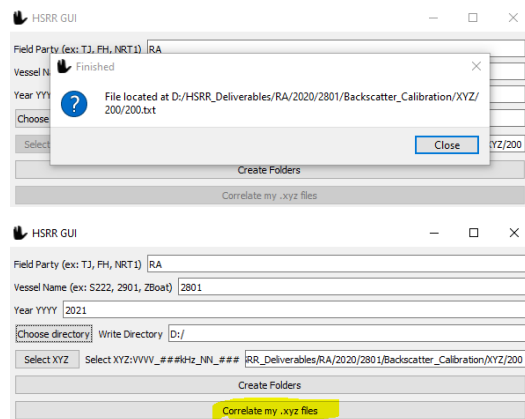 HSRR GUI
Field Party (ex: TJ, FH, NRT1) RA
Finished
Vessel N
File located at D:/HSRR_Deliverables/RA/2020/2801/Backscatter_Calibration/XYZ/
200/200.txt
Year YYY
Choose
Select
Close
YZ/200
Create Folders
Correlate my .xyz files
HSRR GUI
Field Party (ex: TJ, FH, NRT1) RA
Vessel Name (ex: S222, 2901, ZBoat) 2801
Year YYYY 2021
Choose directory Write Directory D:/
Select XYZ Select XYZ:VVVV_###kHz_NN_### RR_Deliverables/RA/2020/2801/Backscatter_Calibration/XYZ/200
Create Folders
Correlate my .xyz files